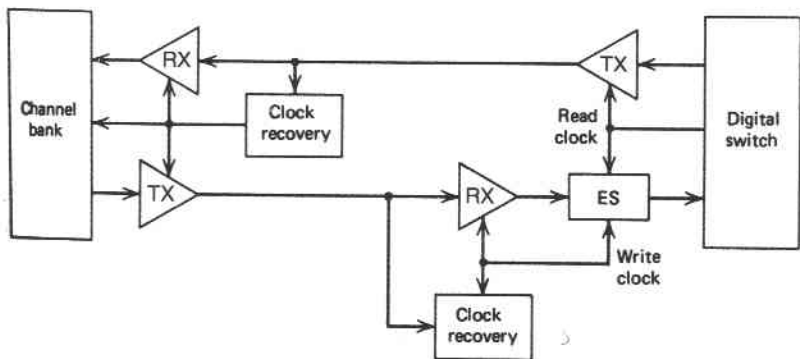 RX
TX
Channel
bank
Clock
recovery
Read
clock
Digital
switch
TX
RX
ES
Write
clock
Clock
recovery